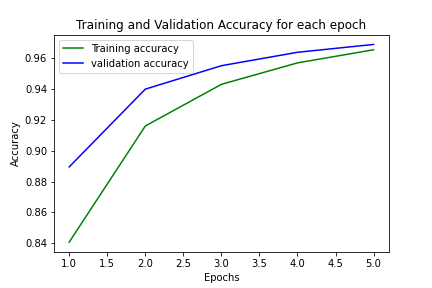 Training and Validation Accuracy for each epoch
Training accuracy
validation accuracy
Accuracy
0.96
0.94
0.92
0.90
0.88
0.86
0.84
1.0 1.5 2.0 2.5 3.0 3.5 4.0 4.5 5.0
Epochs